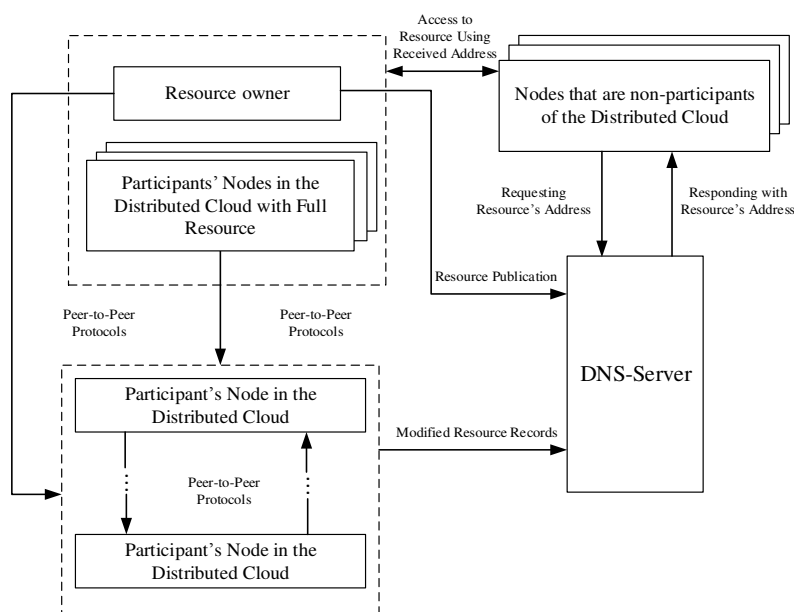 Access to
Resource Using
Received Address
Resource owner
Nodes that are non-participants
of the Distributed Cloud
Participants’ Nodes in the
Distributed Cloud with Full
Resource
Requesting
Resource’s Address
Responding with
Resource’s Address
Resource Publication
Peer-to-Peer
Protocols
Peer-to-Peer
Protocols
DNS-Server
Participant’s Node in the
Distributed Cloud
Modified Resource Records
Peer-to-Peer
Protocols
Participant’s Node in the
Distributed Cloud